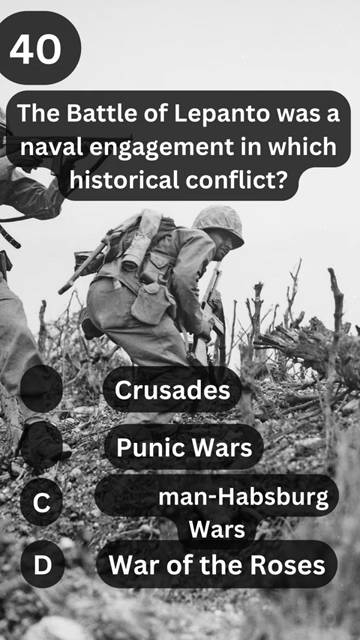 40
The Battle of Lepanto was a
naval engagement in which
historical conflict?
Crusades
Punic Wars
C man-Habsburg
Wars
D War of the Roses